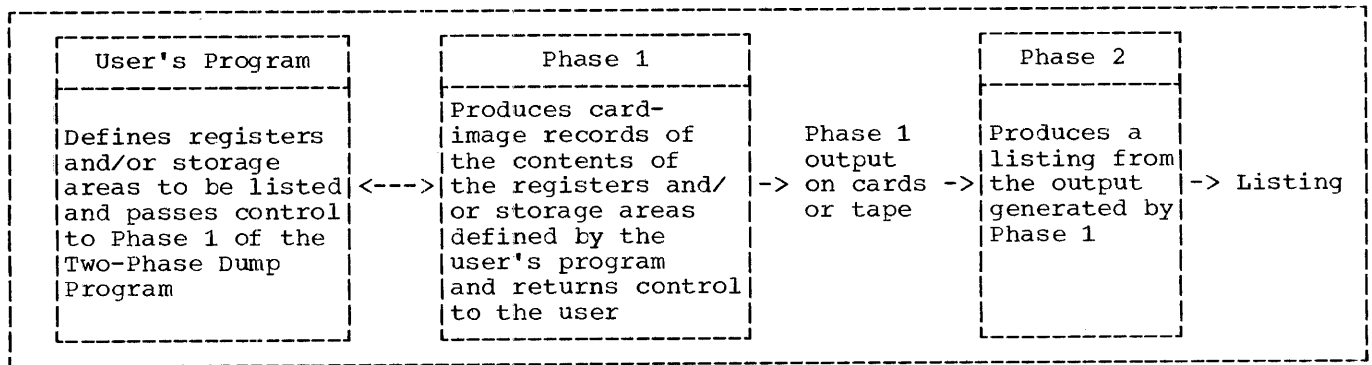 User's Program
Defines registers
and/or storage
areas to be listed
and passes control
to Phase 1 of the
Two-Phase Dump
Program
<--->
Phase 1
Produces card-
image records of
the contents of
the registers and/
or storage areas
defined by the
user's program
and returns control
to the user
->
Phase 1
output
on cards ->
or tape
Phase 2
Produces a
listing from
the output
generated by
Phase 1
-> Listing